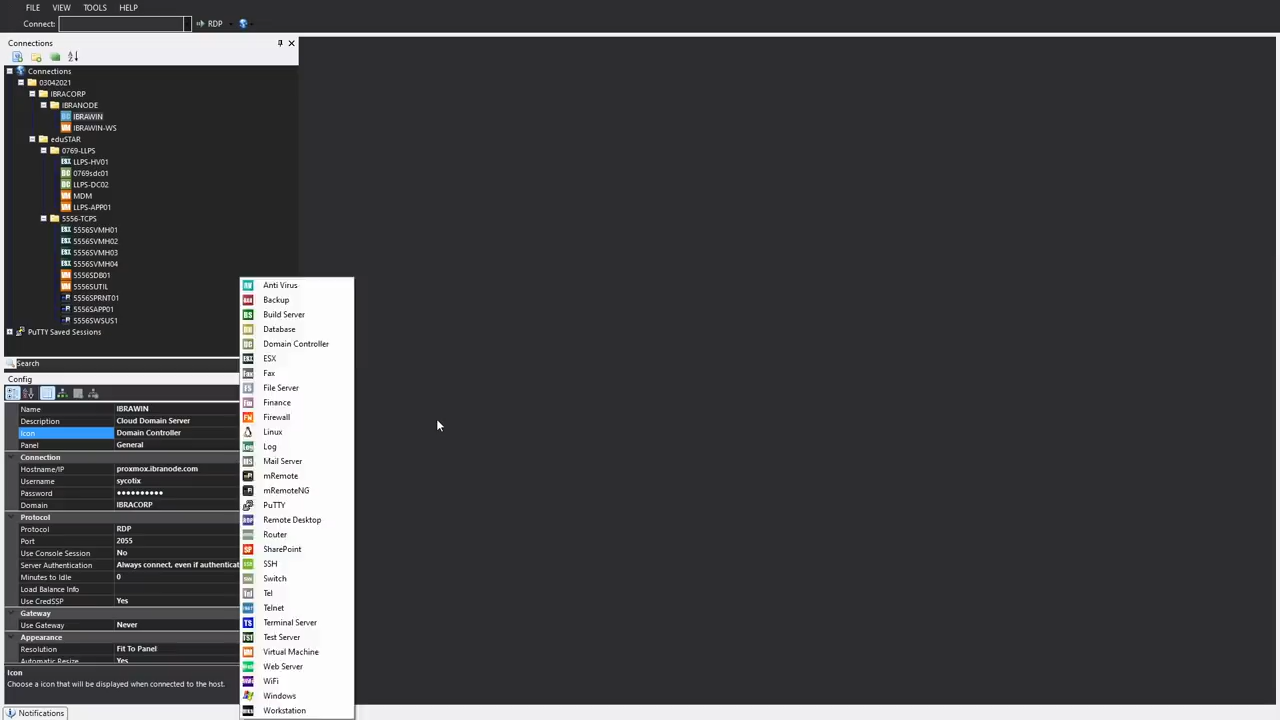 FILE VIEW TOOLS HELP
Connect: RDP
Connections
Connections
03042021
IBRACORP
IBRANODE
IBRAWIN
IBRAWIN-WS
eduSTAR
0769-LLPS
LLPS-HV01
0769sdc01
LLPS-DC02
MDM
LLPS-APP01
5556-TCPS
5556SVMH01
5556SVMH02
5556SVMH03
5556SVMH04
5556SDB01
5556SUTIL
5556SPRNT01
5556SAPP01
5556SWSUS1
PuTTY Saved Sessions
Search
Config
Name IBRAWIN
Description Cloud Domain Server
Icon Domain Controller
Panel General
Connection
Hostname/IP proxmox.ibranode.com
Username sycotix
Password ••••••••••
Domain IBRACORP
Protocol
Protocol RDP
Port 2055
Use Console Session No
Server Authentication Always connect, even if authenticat
Minutes to Idle 0
Load Balance Info
Use CredSSP Yes
Gateway
Use Gateway Never
Appearance
Resolution Fit To Panel
Automatic Resize Yes
Icon
Choose a icon that will be displayed when connected to the host.
Notifications
Anti Virus
Backup
Build Server
Database
Domain Controller
ESX
Fax
File Server
Finance
Firewall
Linux
Log
Mail Server
mRemote
mRemoteNG
PuTTY
Remote Desktop
Router
SharePoint
SSH
Switch
Tel
Telnet
Terminal Server
Test Server
Virtual Machine
Web Server
WiFi
Windows
Workstation